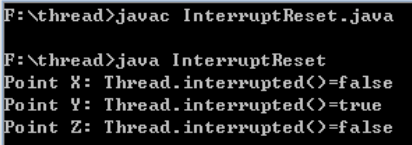 F:\thread>javac InterruptReset.java
F:\thread>java InterruptReset
Point X: Thread.interrupted()=false
Point Y: Thread.interrupted()=true
Point Z: Thread.interrupted()=false